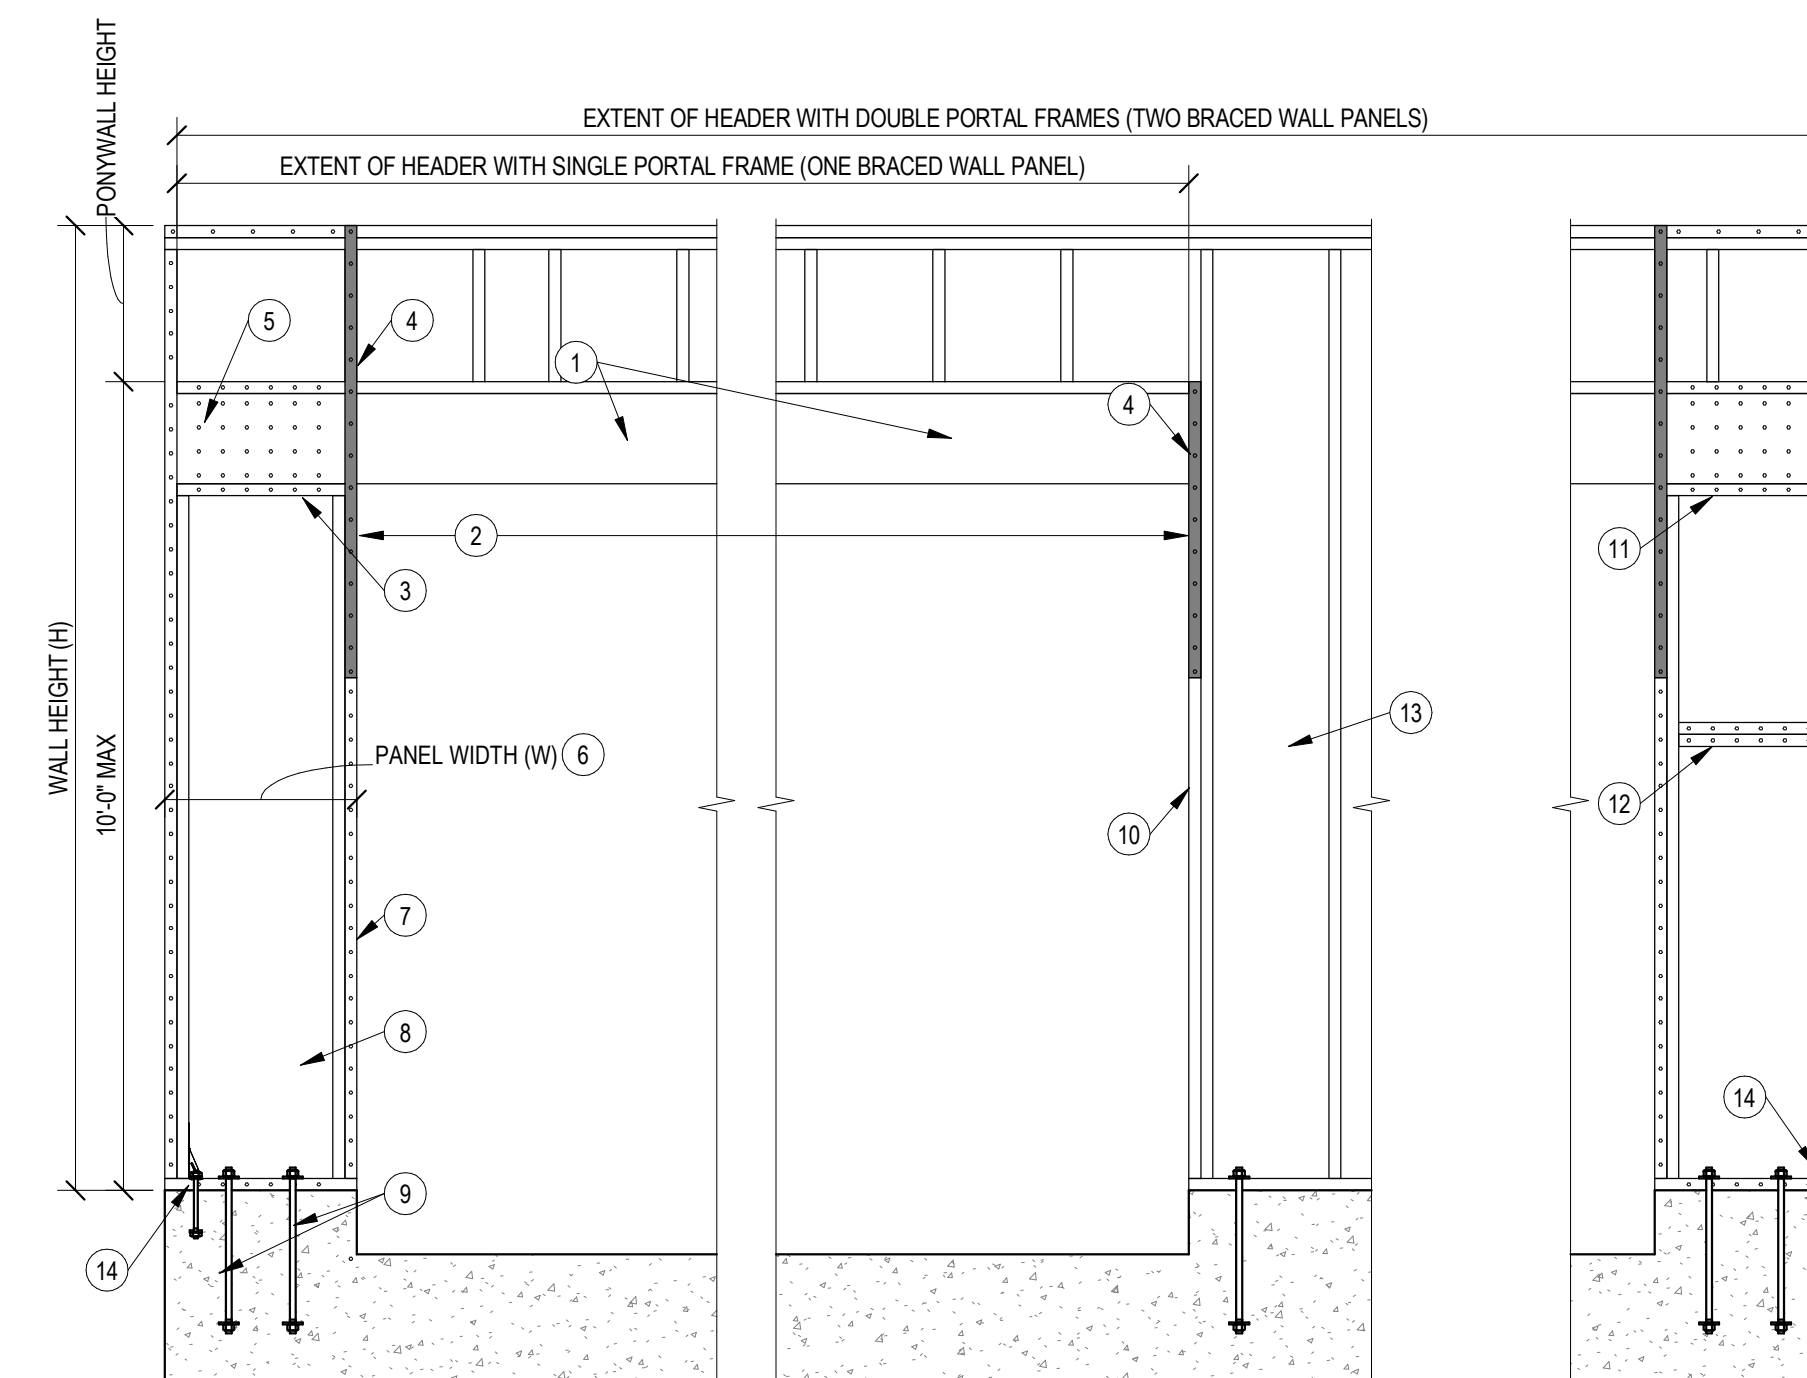 PONYWALL HEIGHT
EXTENT OF HEADER WITH DOUBLE PORTAL FRAMES (TWO BRACED WALL PANELS)
EXTENT OF HEADER WITH SINGLE PORTAL FRAME (ONE BRACED WALL PANEL)
5
4
1
4
2
11
3
WALL HEIGHT (H)
10'-0" MAX
13
PANEL WIDTH (W) 6
12
10
7
8
14
9
14